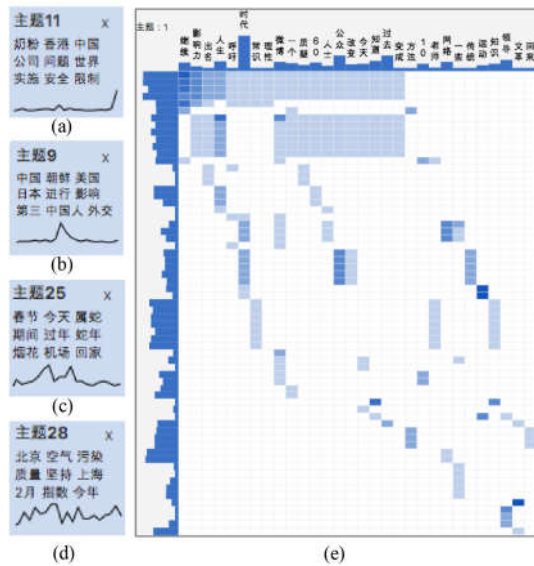 主题11 X
奶粉 香港 中国
公司 问题 世界
实施 安全 限制
(a)
主题9 X
中国 朝鲜 美国
日本 进行 影响
第三 中国人 外交
(b)
主题25 X
春节 今天 属蛇
期间 过年 蛇年
烟花 机场 回家
(c)
主题28 X
北京 空气 污染
质量 坚持 上海
2月 指数 今年
(d)
主题:1
继续
影响力
出名
人生
呼吁
时代
常识
理性
微博
一个
质疑
60
人士
公众
改变
今天
知道
过去
变成
方法
10
老师
网络
一些
传统
运动
知识
领导
文革
回来
(e)